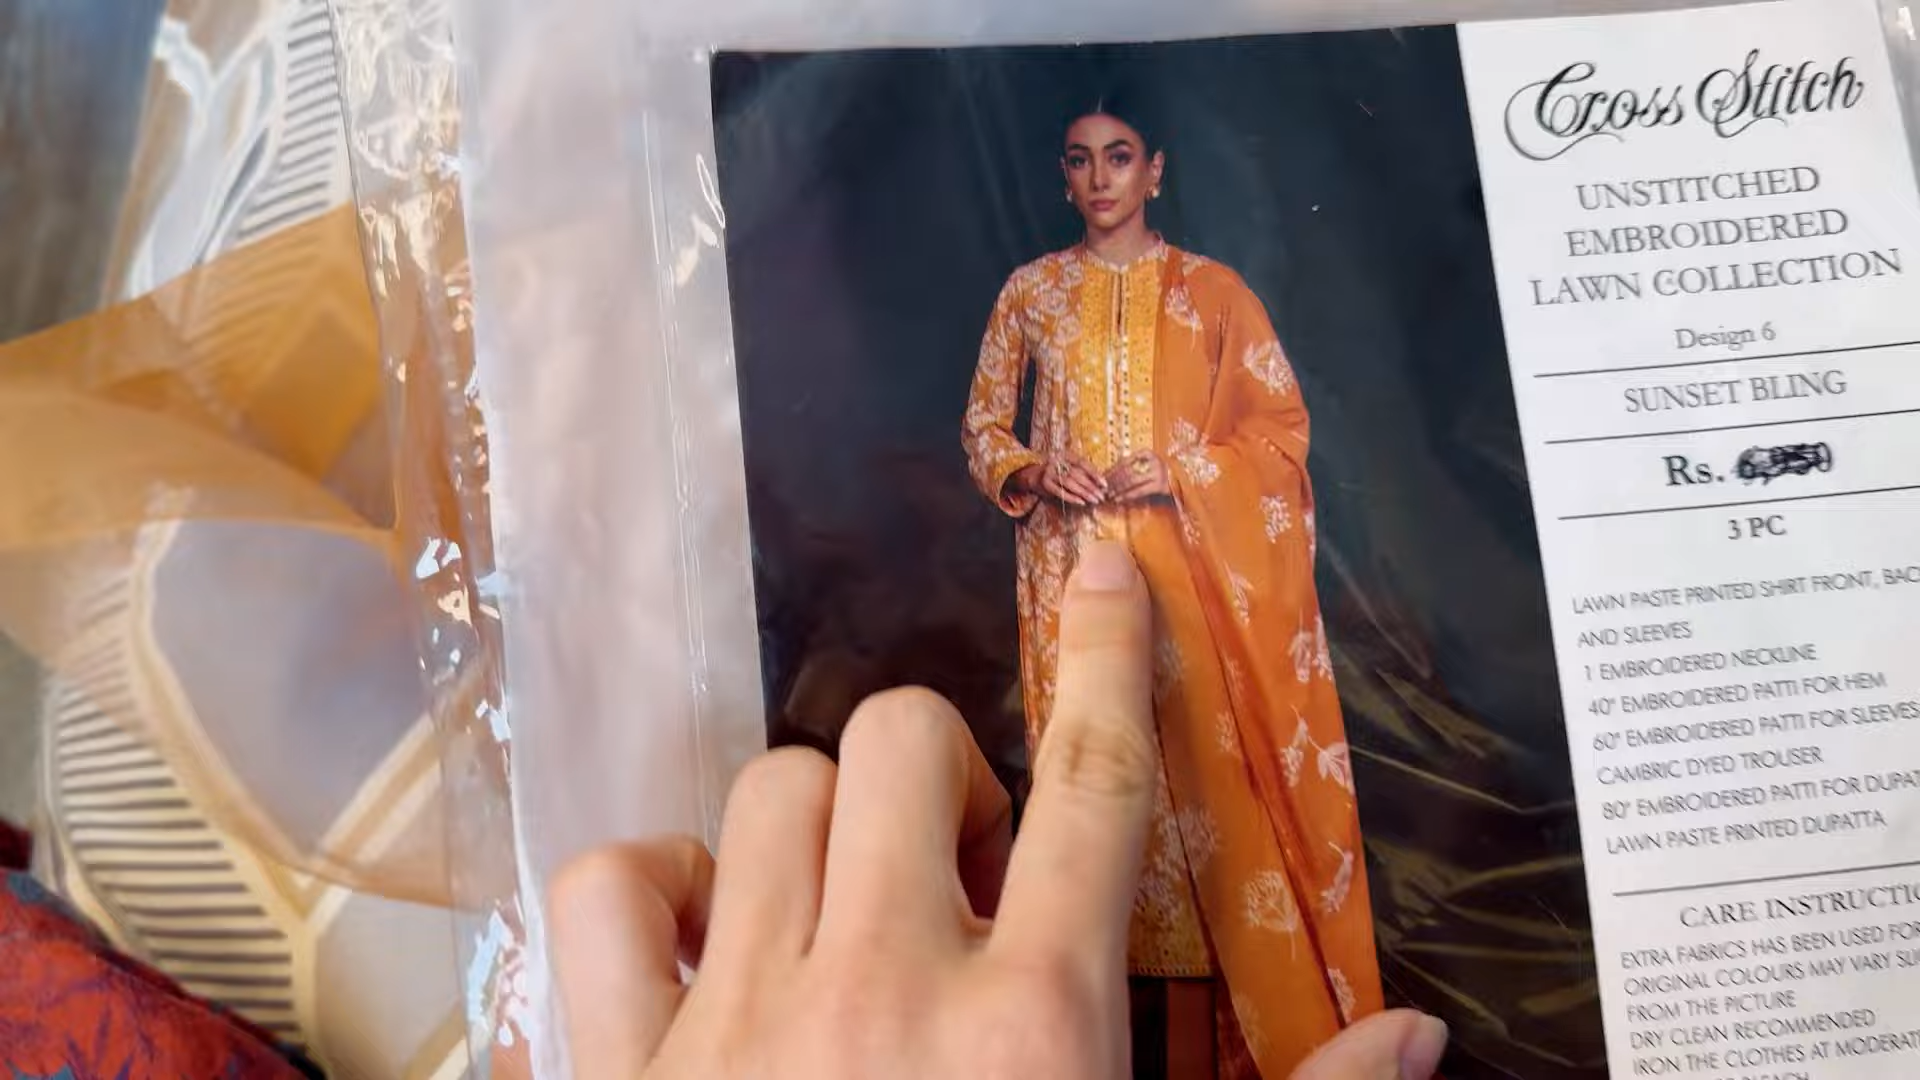 Cross Stitch
UNSTITCHED
EMBROIDERED
LAWN COLLECTION
Design 6
SUNSET BLING
Rs.
3 PC
LAWN PASTE PRINTED SHIRT FRONT,
AND SLEEVES
1 EMBROIDERED NECKLINE
40" EMBROIDERED PATTI FOR HEM
60" EMBROIDERED PATTI FOR SLEEVES
CAMBRIC DYED TROUSER
80" EMBROIDERED PATTI FOR
LAWN PASTE PRINTED DUPATTA
CARE
EXTRA FABRICS HAS BEEN USED FOR
ORIGINAL COLOURS MAY VARY
FROM THE PICTURE
DRY CLEAN RECOMMENDED
IRON THE CLOTHES AT